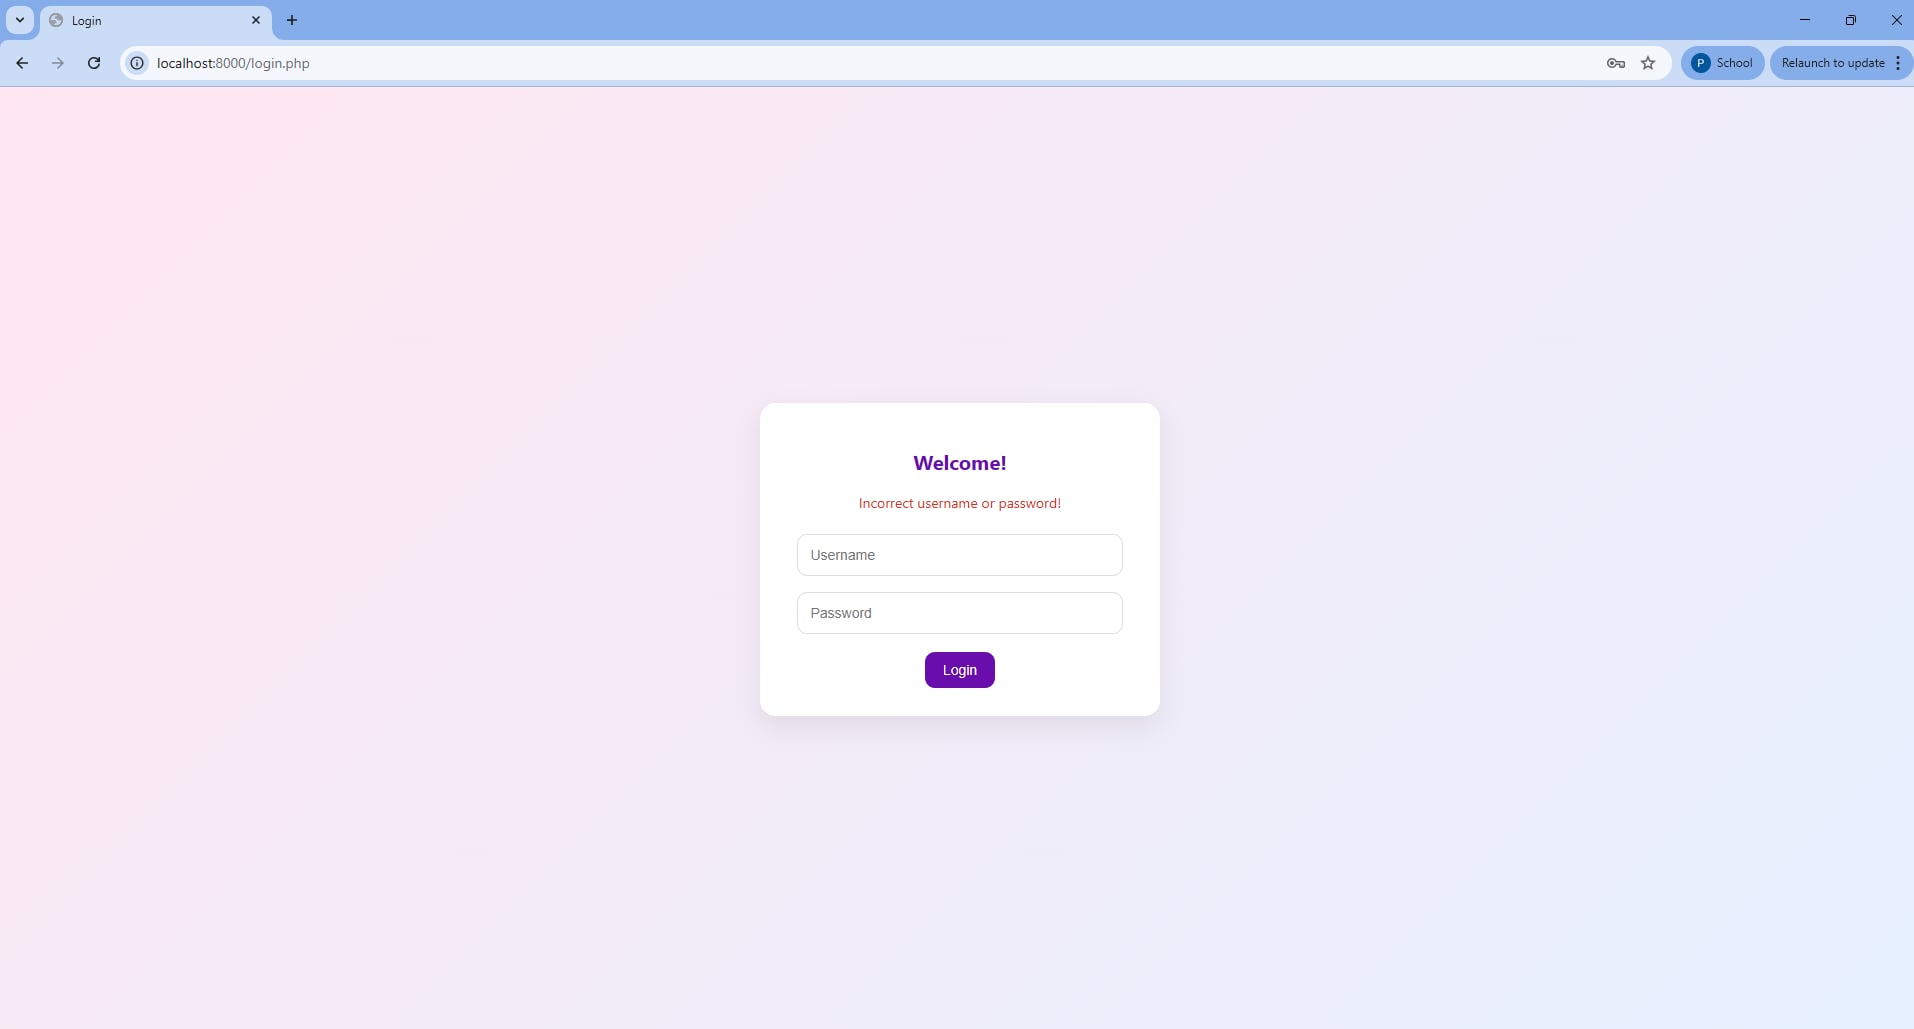 Login
localhost:8000/login.php
P School
Relaunch to update
Welcome!
Incorrect username or password!
Username
Password
Login